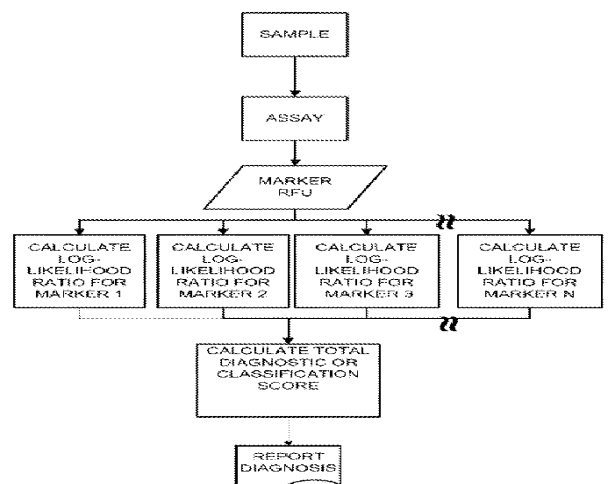 SAMPLE
ASSAY
MARKER
RFU
CALCULATE
LOG-
LIKELIHOOD
RATIO FOR
MARKER 1
CALCULATE
LOG-
LIKELIHOOD
RATIO FOR
MARKER 2
CALCULATE
LOG-
LIKELIHOOD
RATIO FOR
MARKER 3
CALCULATE
LOG-
LIKELIHOOD
RATIO FOR
MARKER N
CALCULATE TOTAL
DIAGNOSTIC OR
CLASSIFICATION
SCORE
REPORT
DIAGNOSIS